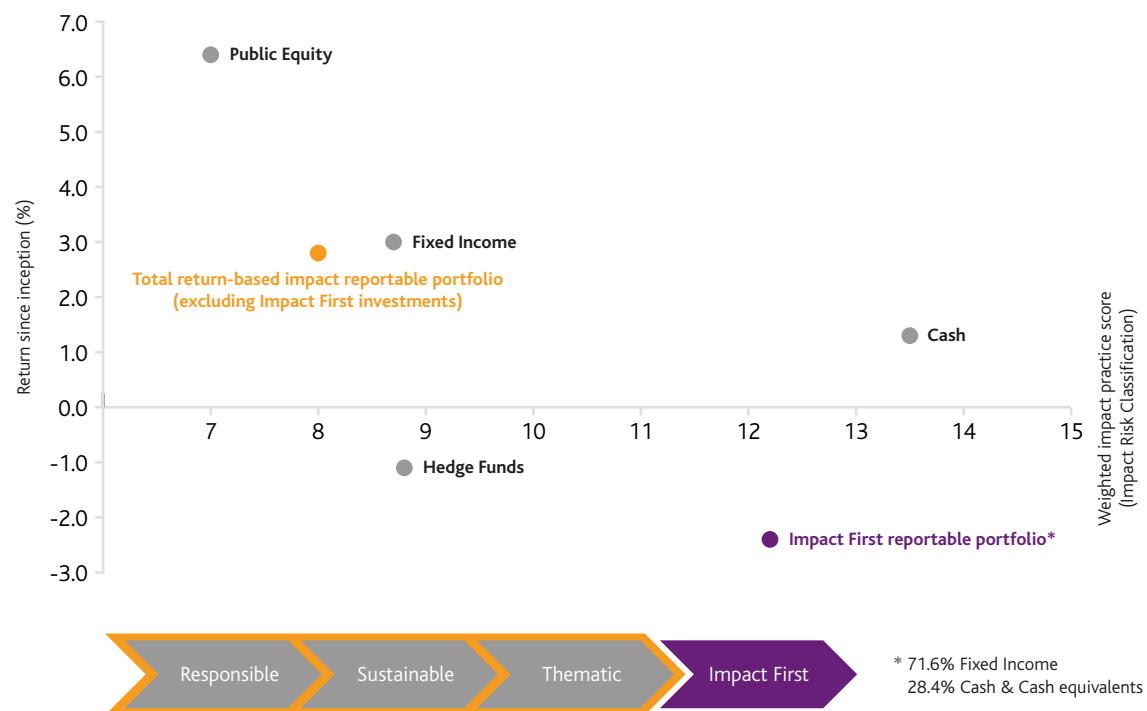 7.0
Public Equity
6.0
5.0
4.0
3.0
Fixed Income
Total return-based impact reportable portfolio
(excluding Impact First investments)
2.0
1.0
Cash
0.0
7 8 9 10 11 12 13 14 15
-1.0
Hedge Funds
-2.0
Impact First reportable portfolio*
-3.0
Return since inception (%)
Weighted impact practice score
(Impact Risk Classification)
Responsible
Sustainable
Thematic
Impact First
* 71.6% Fixed Income
28.4% Cash & Cash equivalents